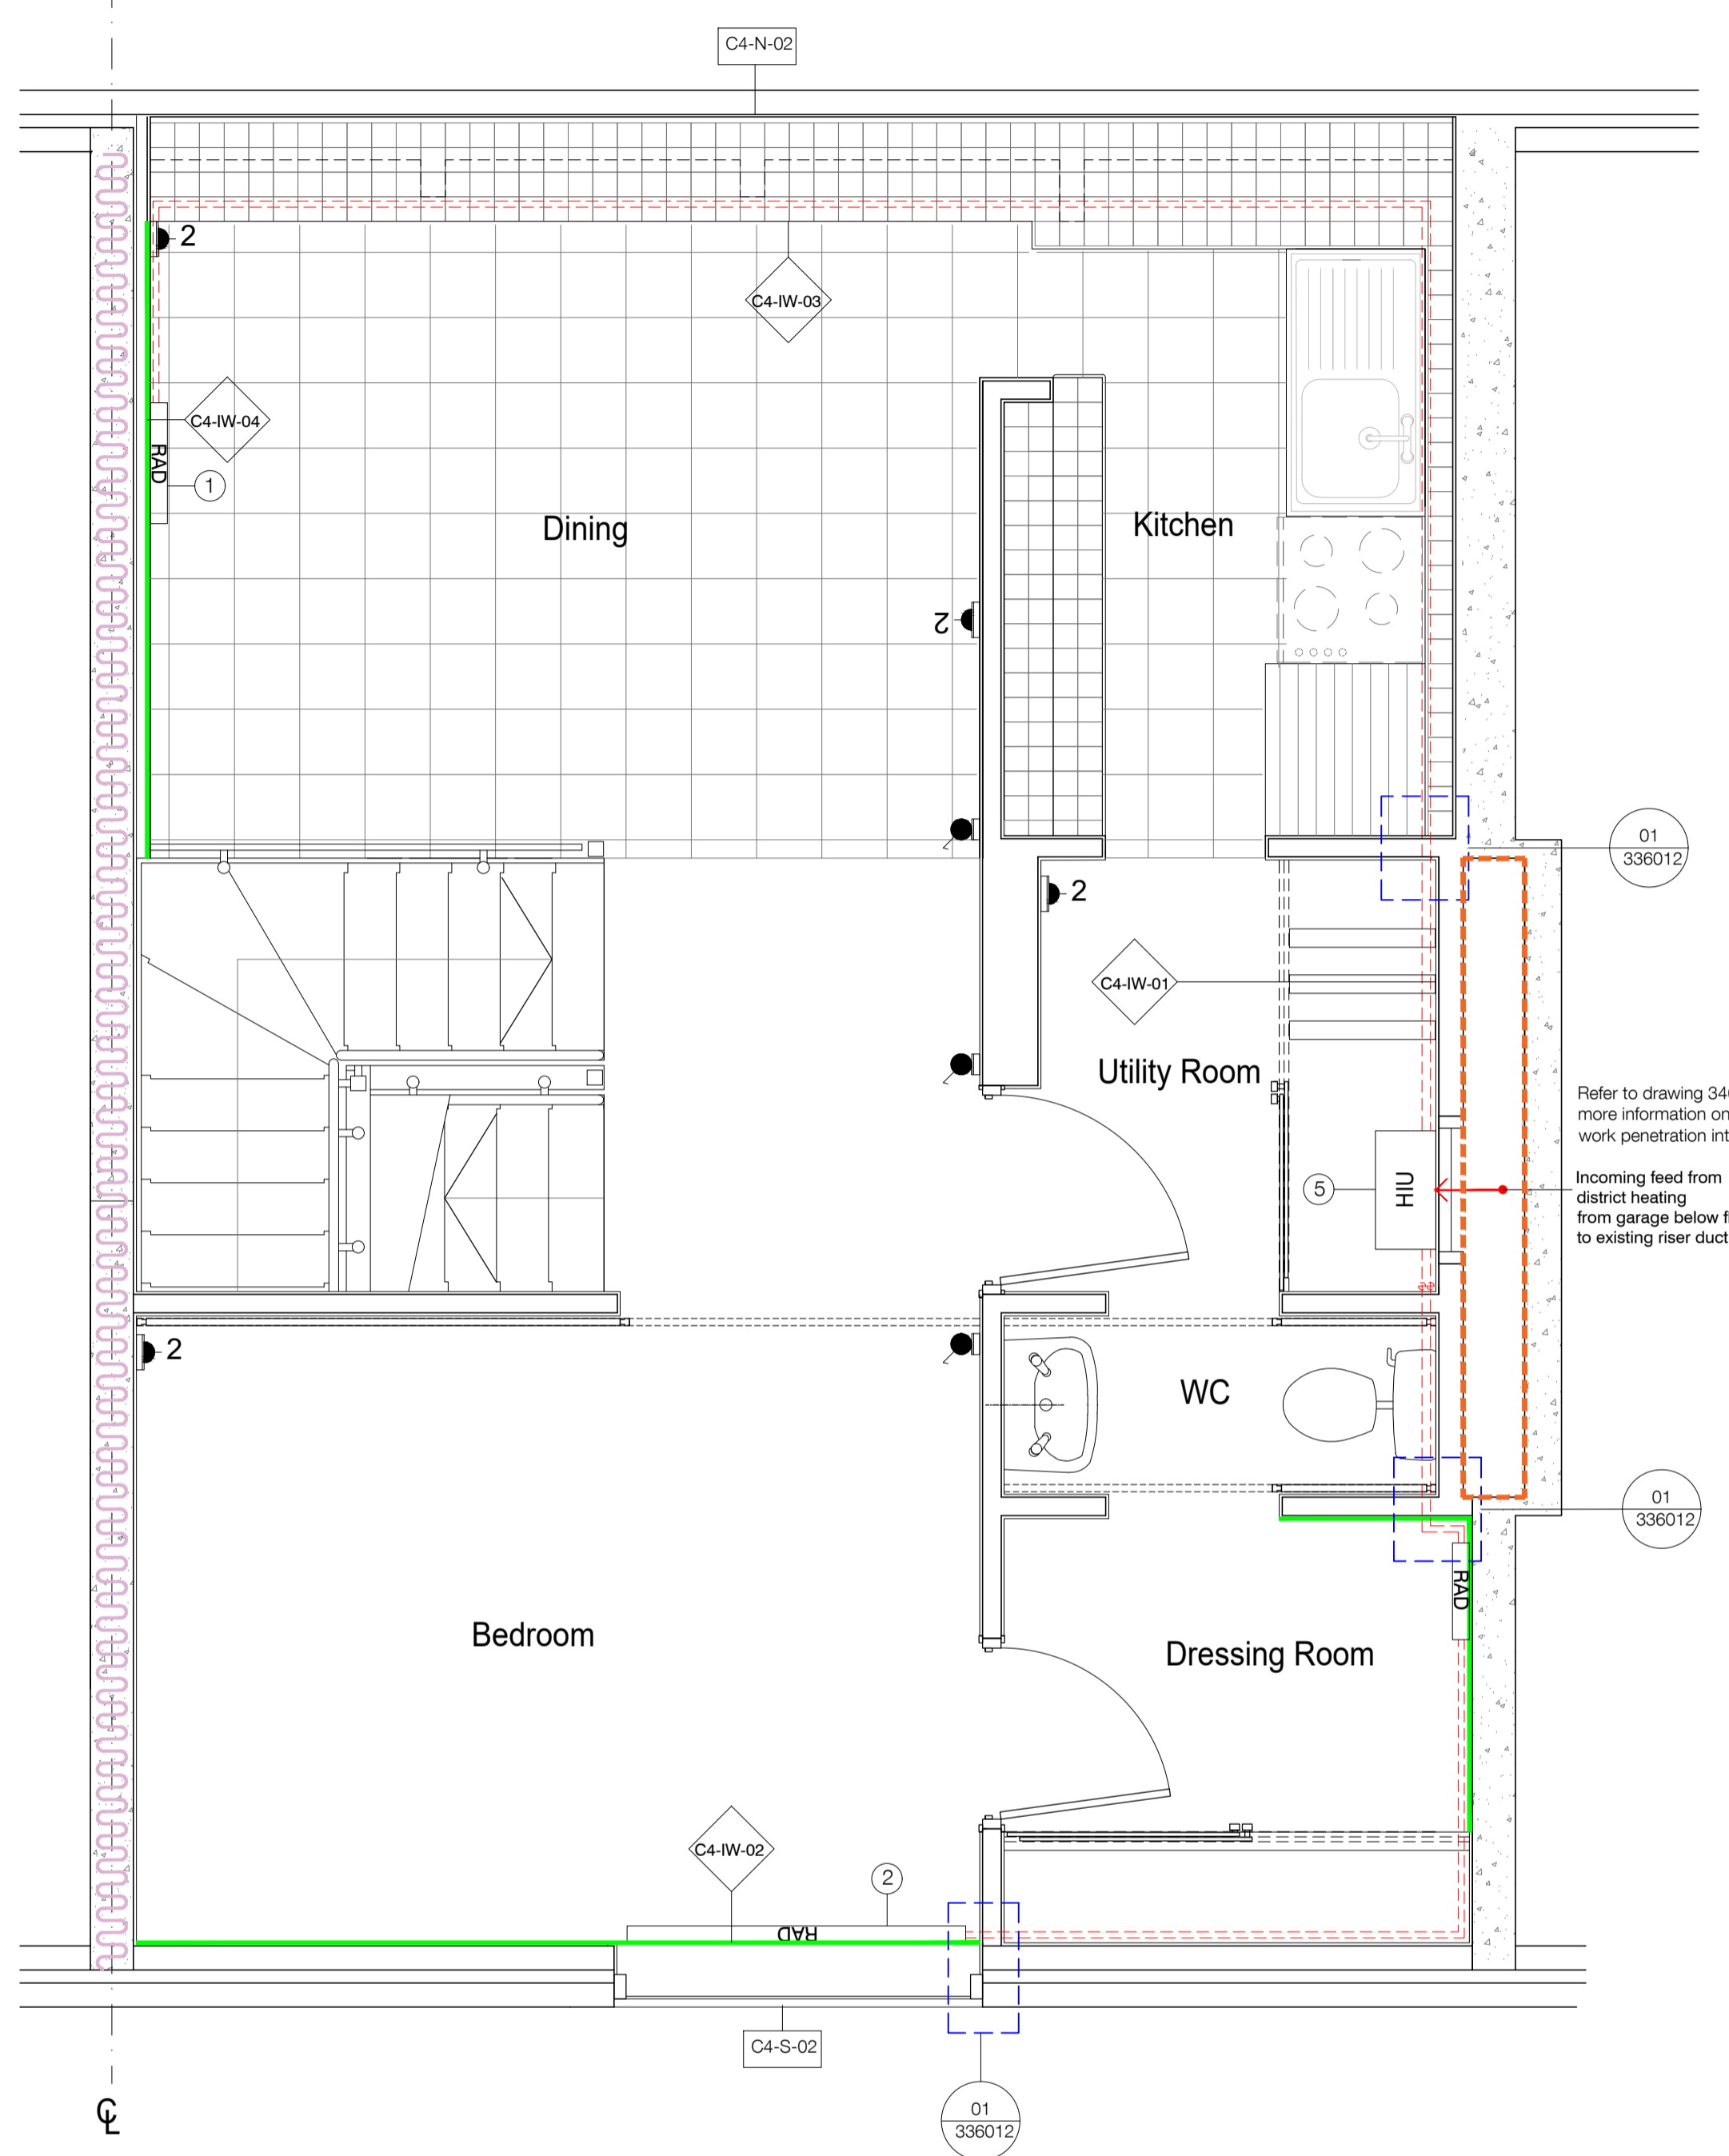 C4-N-02
2
C4-IW-03
C4-IW-04
RAD
1
Dining
Kitchen
2
01
336012
2
C4-IW-01
Utility Room
Refer to drawing
more information on
work penetration
HIU
5
Incoming feed from
district heating
from garage below
to existing riser duct
2
WC
01
336012
RAD
Bedroom
Dressing Room
C4-IW-02
2
RAD
C4-S-02
CL
01
336012